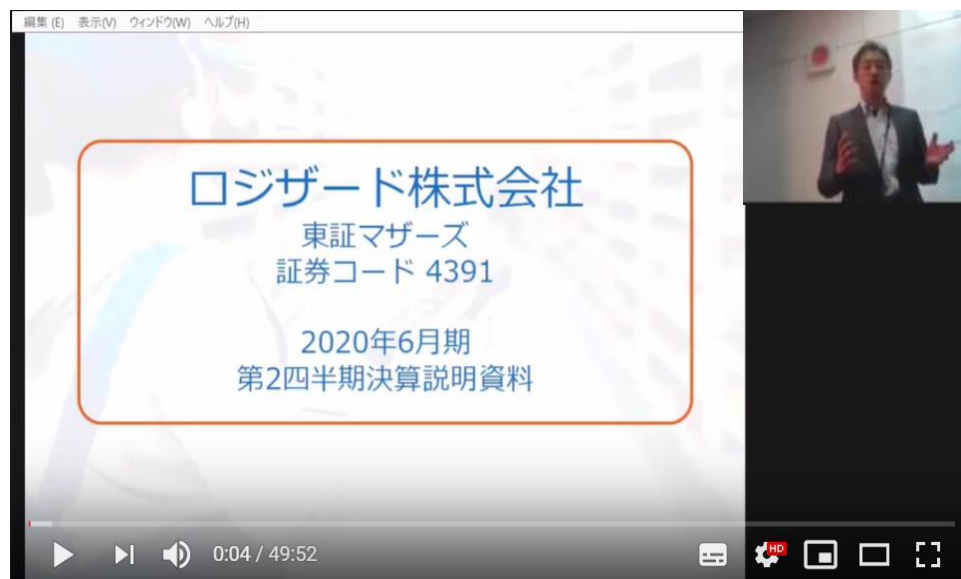 編集 (E) 表示(V) ウィンドウ(W) ヘルプ(H)
ロジザード株式会社
東証マザーズ
証券コード 4391
2020年6月期
第2四半期決算説明資料
0:04 / 49:52
HD